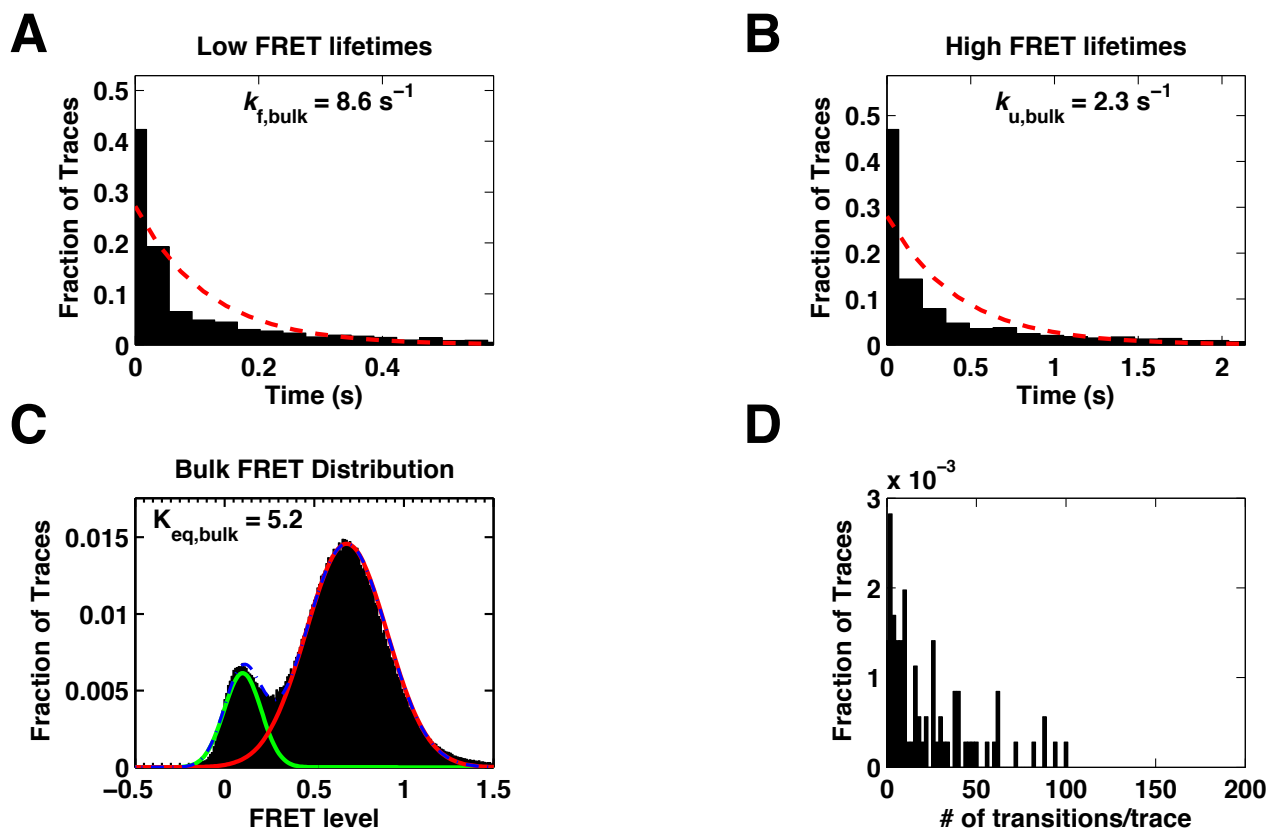 A
Low FRET lifetimes
k_f,bulk = 8.6 s⁻¹
Fraction of Traces
0.5
0.4
0.3
0.2
0.1
0
0 0.2 0.4
Time (s)
B
High FRET lifetimes
k_u,bulk = 2.3 s⁻¹
Fraction of Traces
0.5
0.4
0.3
0.2
0.1
0
0 0.5 1 1.5 2
Time (s)
C
Bulk FRET Distribution
K_eq,bulk = 5.2
Fraction of Traces
0.015
0.01
0.005
0
−0.5 0 0.5 1 1.5
FRET level
D
x 10⁻³
Fraction of Traces
3
2
1
0
0 50 100 150 200
# of transitions/trace